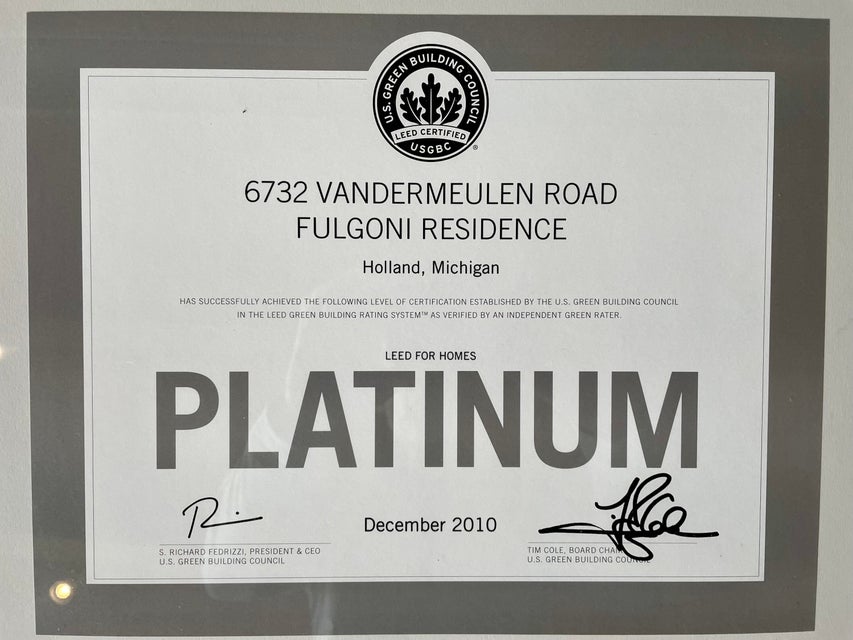 U.S. GREEN BUILDING COUNCIL
LEED CERTIFIED
USGBC
®
6732 VANDERMEULEN ROAD
FULGONI RESIDENCE
Holland, Michigan
HAS SUCCESSFULLY ACHIEVED THE FOLLOWING LEVEL OF CERTIFICATION ESTABLISHED BY THE U.S. GREEN BUILDING COUNCIL
IN THE LEED GREEN BUILDING RATING SYSTEM™ AS VERIFIED BY AN INDEPENDENT GREEN RATER.
LEED FOR HOMES
PLATINUM
December 2010
S. RICHARD FEDRIZZI, PRESIDENT & CEO
U.S. GREEN BUILDING COUNCIL
TIM COLE, BOARD CHAIR
U.S. GREEN BUILDING COUNCIL